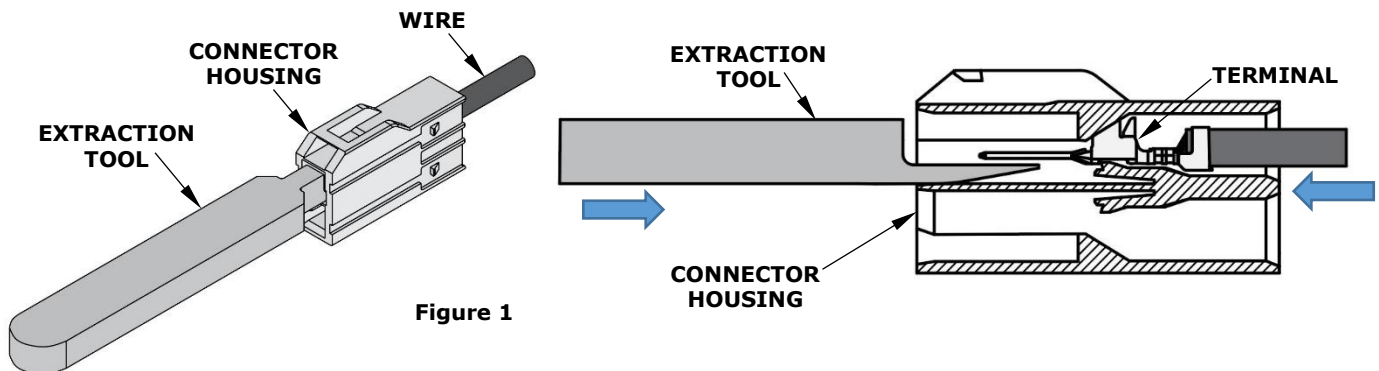 WIRE
CONNECTOR
HOUSING
EXTRACTION
TOOL
Figure 1
EXTRACTION
TOOL
TERMINAL
CONNECTOR
HOUSING